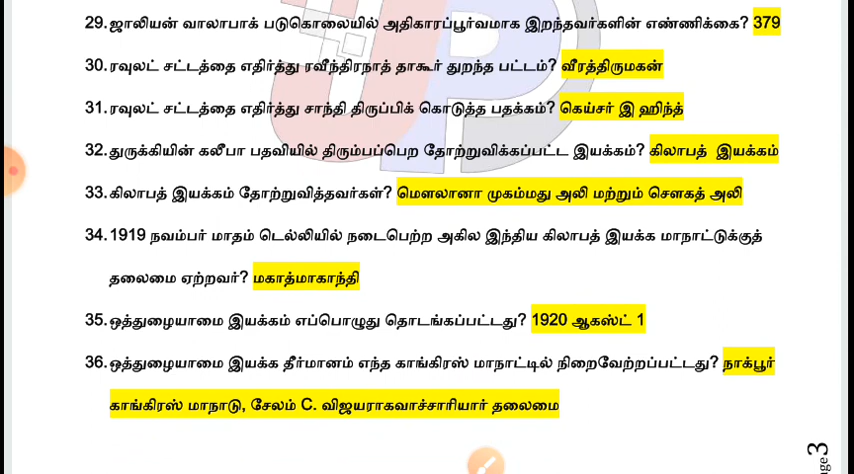 29. ஜாலியன் வாலாபாக் படுகொலையில் அதிகாரப்பூர்வமாக இறந்தவர்களின் எண்ணிக்கை? 379
30. ரவுலட் சட்டத்தை எதிர்த்து ரவீந்திரநாத் தாகூர் துறந்த பட்டம்? வீரத்திருமகன்
31. ரவுலட் சட்டத்தை எதிர்த்து சாந்தி திருப்பிக் கொடுத்த பதக்கம்? கெய்சர் இ ஹிந்த்
32. துருக்கியின் கலீபா பதவியில் திரும்பப்பெற தோற்றுவிக்கப்பட்ட இயக்கம்? கிலாபத் இயக்கம்
33. கிலாபத் இயக்கம் தோற்றுவித்தவர்கள்? மௌலானா முகம்மது அலி மற்றும் சௌகத் அலி
34. 1919 நவம்பர் மாதம் டெல்லியில் நடைபெற்ற அகில இந்திய கிலாபத் இயக்க மாநாட்டுக்குத்
தலைமை ஏற்றவர்? மகாத்மாகாந்தி
35. ஒத்துழையாமை இயக்கம் எப்பொழுது தொடங்கப்பட்டது? 1920 ஆகஸ்ட் 1
36. ஒத்துழையாமை இயக்க தீர்மானம் எந்த காங்கிரஸ் மாநாட்டில் நிறைவேற்றப்பட்டது? நாக்பூர்
காங்கிரஸ் மாநாடு, சேலம் C. விஜயராகவாச்சாரியார் தலைமை
3